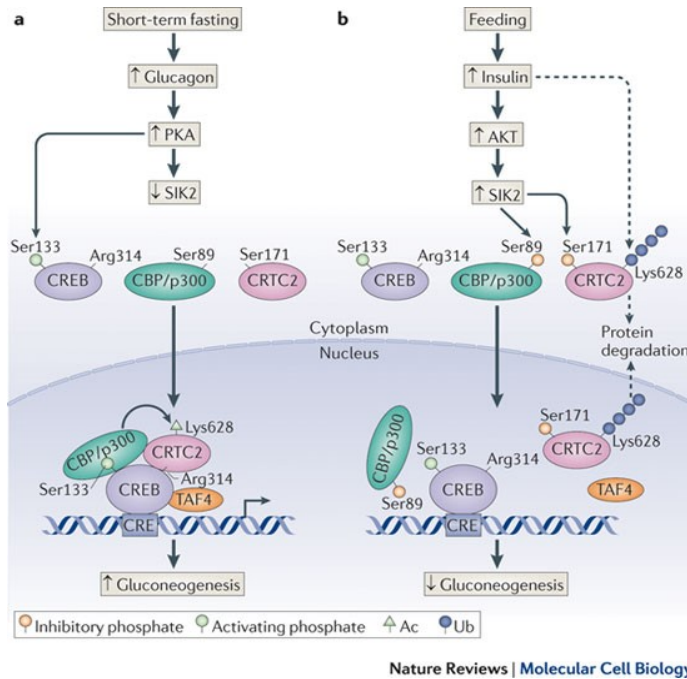 a
Short-term fasting
↑ Glucagon
↑ PKA
↓ SIK2
Ser133
Arg314
CREB
Ser89
CBP/p300
Ser171
CRTC2
CBP/p300
Lys628
CRTC2
Ser133
Arg314
CREB
TAF4
CRE
↑ Gluconeogenesis
b
Feeding
↑ Insulin
↑ AKT
↑ SIK2
Ser133
Arg314
CREB
Ser89
CBP/p300
Ser171
CRTC2
Lys628
Cytoplasm
Nucleus
Protein
degradation
CBP/p300
Ser89
Ser133
Arg314
CREB
CRE
Ser171
CRTC2
Lys628
TAF4
↓ Gluconeogenesis
Inhibitory phosphate Activating phosphate Ac Ub
Nature Reviews | Molecular Cell Biology